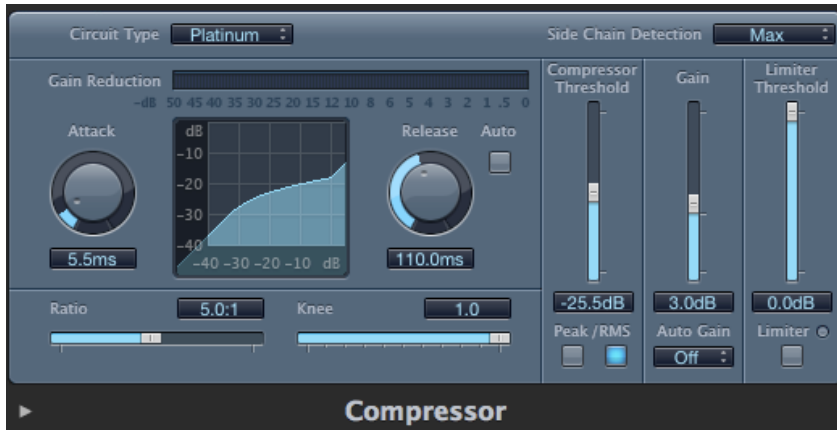 Circuit Type Platinum Side Chain Detection Max
Gain Reduction
-dB 50 45 40 35 30 25 20 15 12 10 8 6 5 4 3 2 1 .5 0
Compressor Threshold
Gain
Limiter Threshold
Attack
dB
-10
-20
-30
-40
-40 -30 -20 -10 dB
Release
Auto
5.5ms
110.0ms
-25.5dB
3.0dB
0.0dB
Ratio 5.0:1
Knee 1.0
Peak / RMS
Auto Gain
Off
Limiter
Compressor